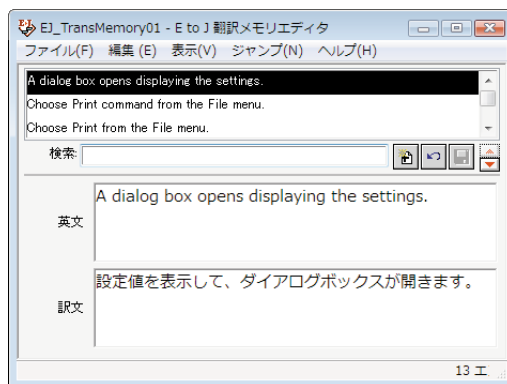 EJ_TransMemory01 - E to J 翻訳メモリエディタ
ファイル(F) 編集(E) 表示(V) ジャンプ(N) ヘルプ(H)
A dialog box opens displaying the settings.
Choose Print command from the File menu.
Choose Print from the File menu.
検索:
英文
A dialog box opens displaying the settings.
訳文
設定値を表示して、ダイアログボックスが開きます。
13 エ